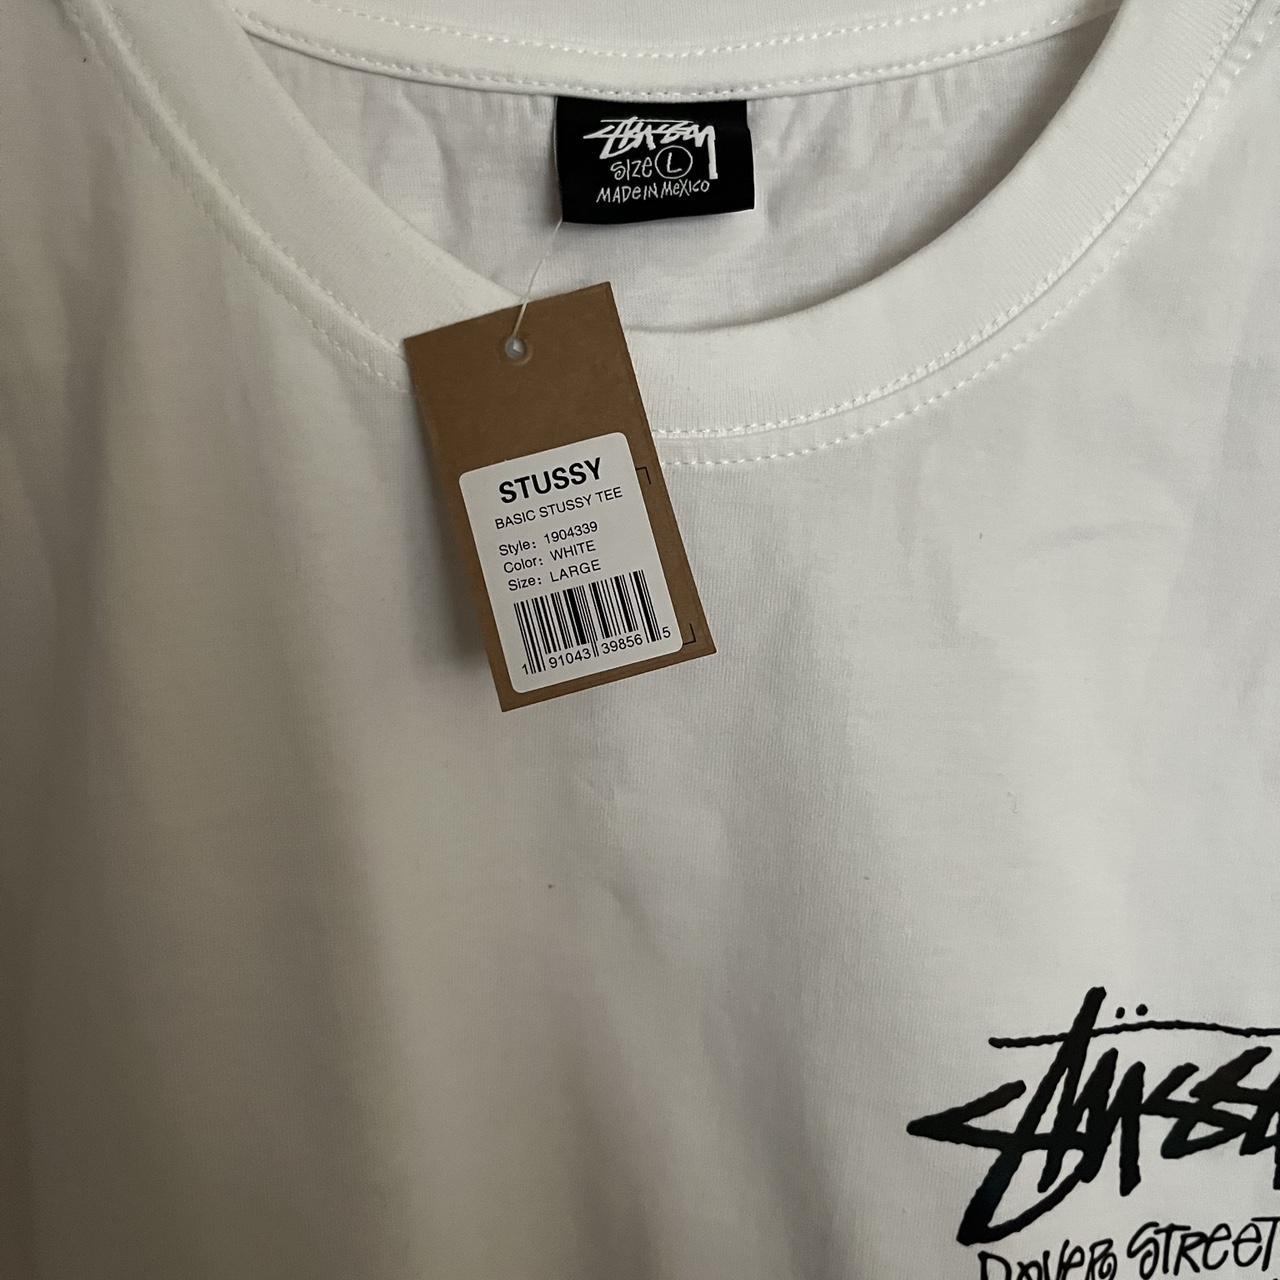 Stüssy
SIZE L
MADE IN MEXICO
STUSSY
BASIC STUSSY TEE
Style: 1904339
Color: WHITE
Size: LARGE
1 91043 39856 5
Stüssy
DOVER STREET